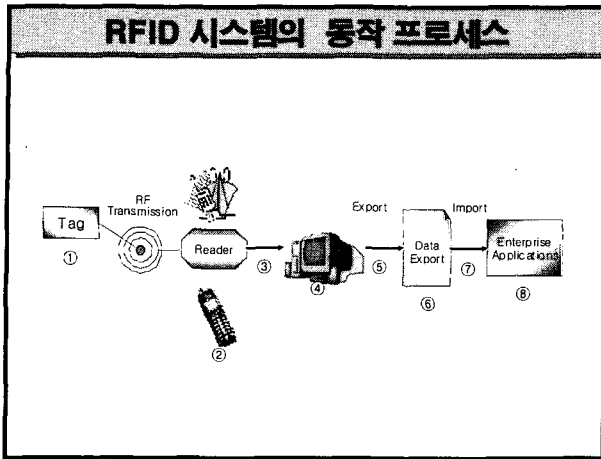 RFID 시스템의 동작 프로세스
RF
Transmission
Tag
①
Reader
②
③
④
Export
⑤
Data
Export
⑥
Import
⑦
Enterprise
Applications
⑧